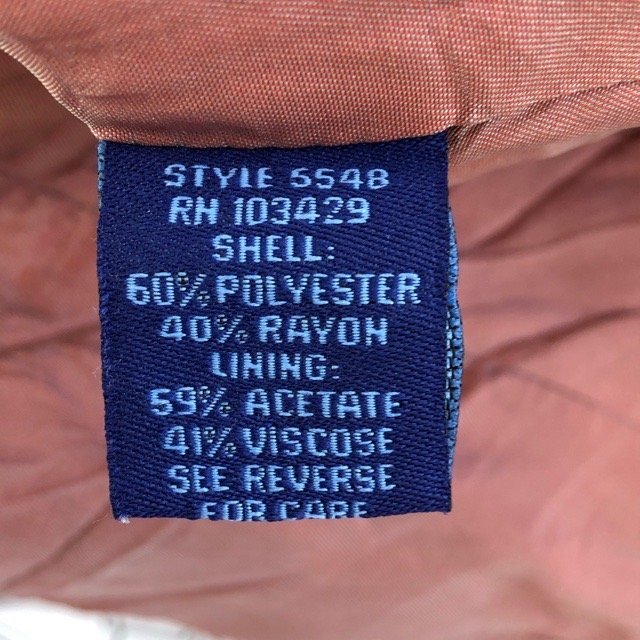 STYLE 5548
RN 103429
SHELL:
60% POLYESTER
40% RAYON
LINING:
59% ACETATE
41% VISCOSE
SEE REVERSE
FOR CARE